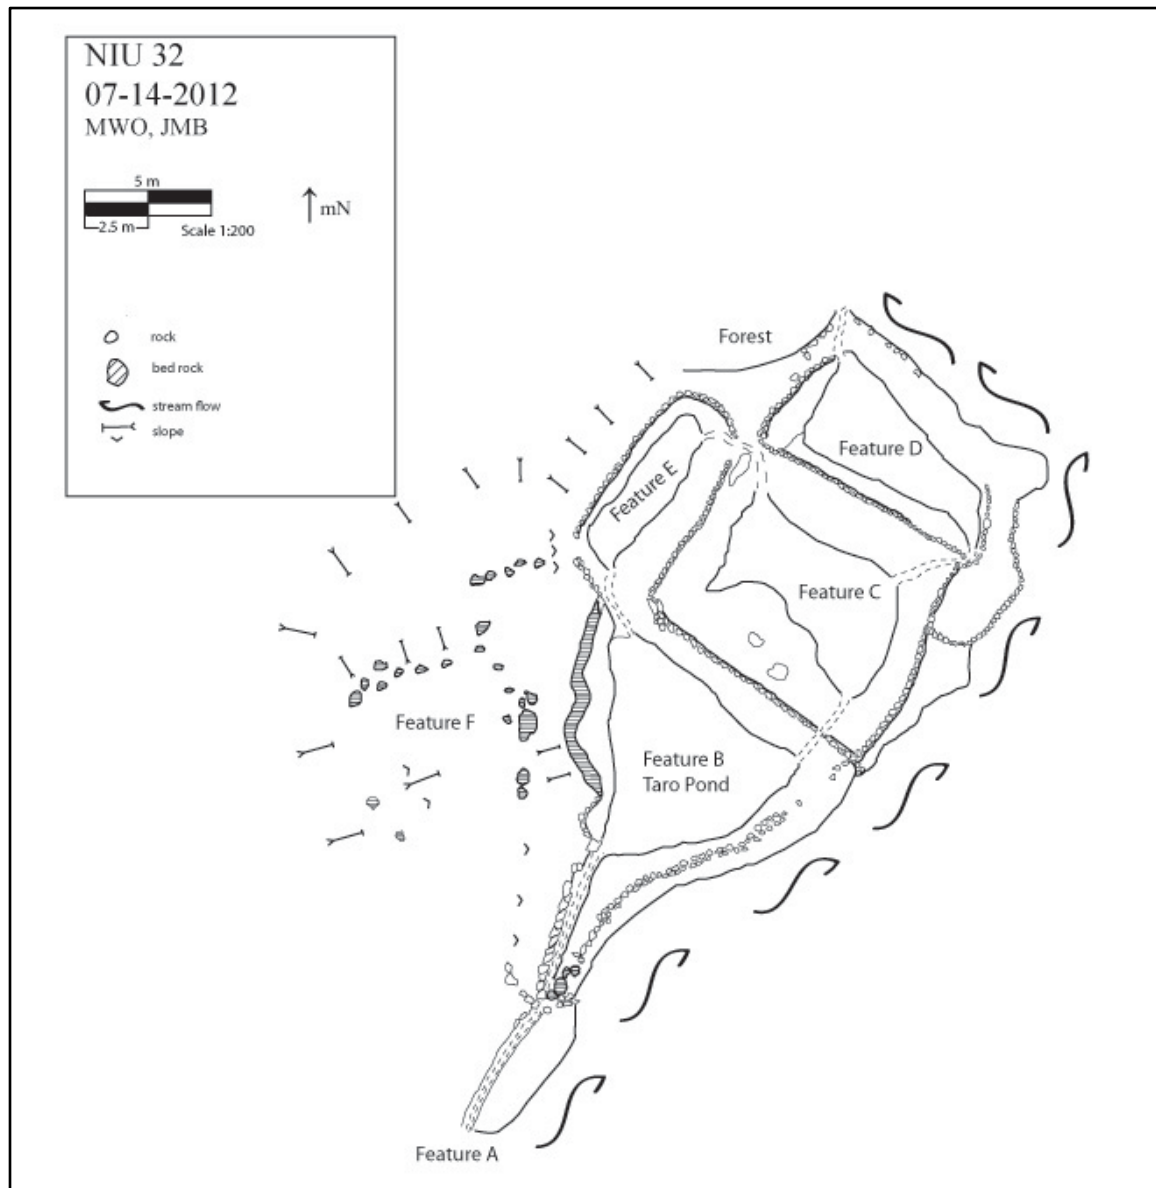 NIU 32
07-14-2012
MWO, JMB
5 m
2.5 m
Scale 1:200
mN
rock
bed rock
stream flow
slope
Forest
Feature D
Feature E
Feature C
Feature F
Feature B
Taro Pond
Feature A